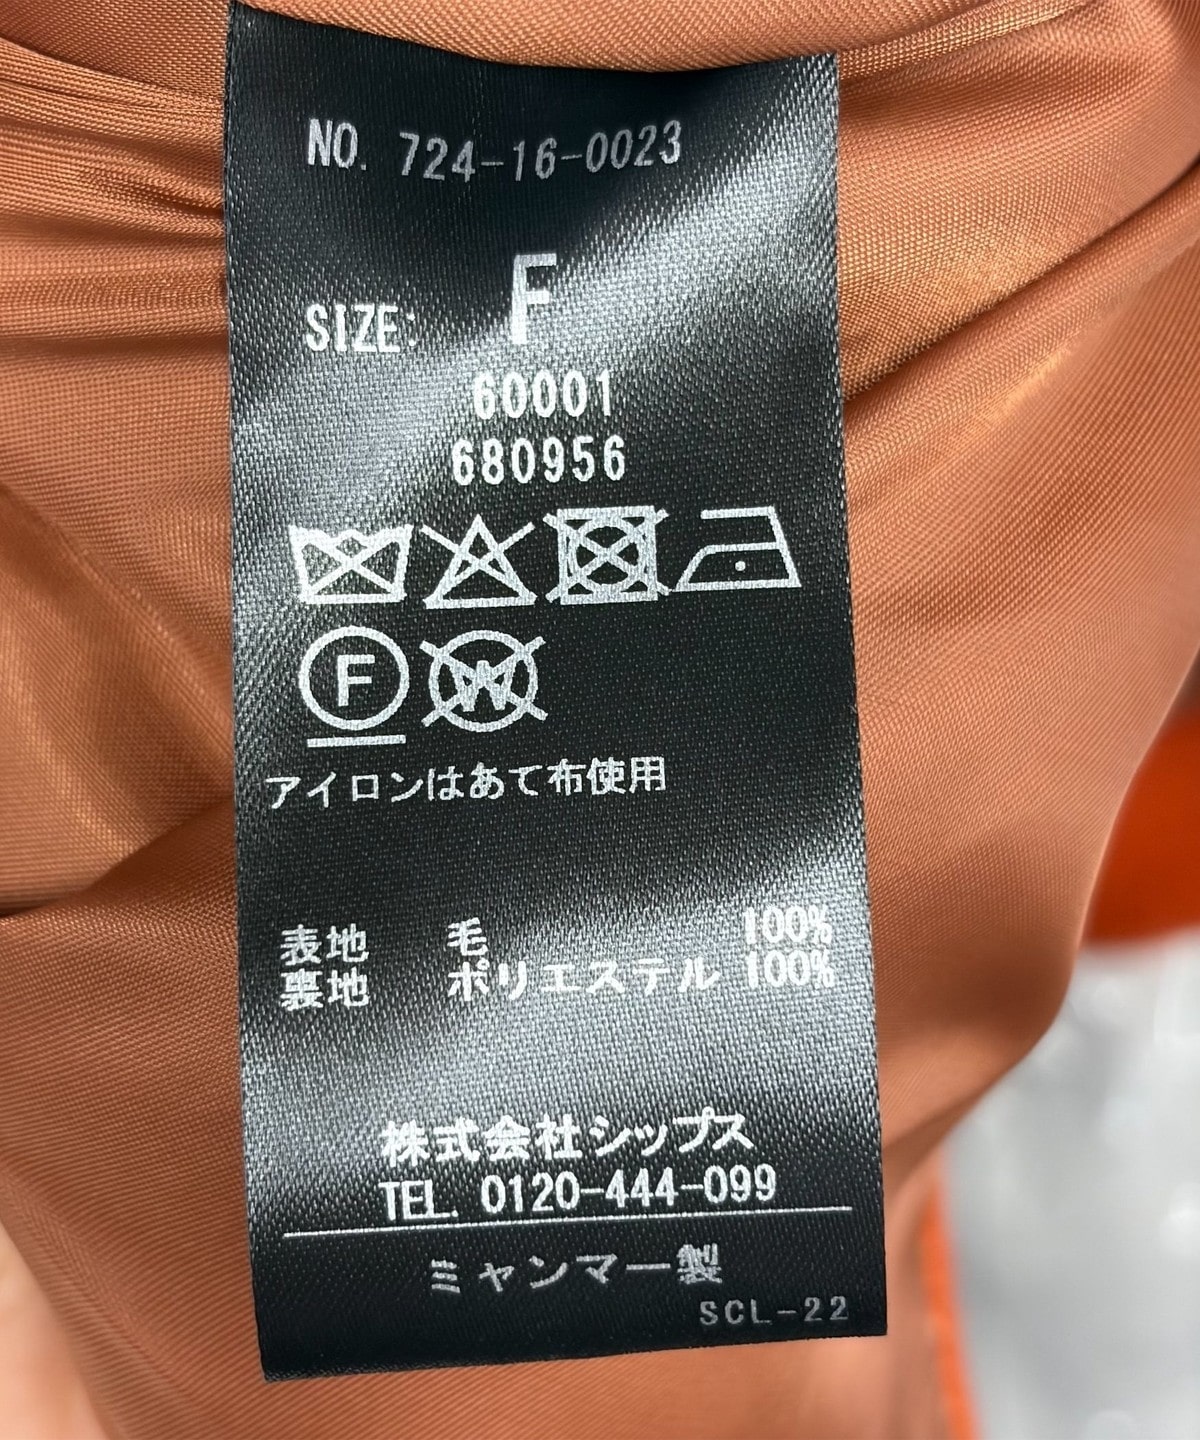 NO. 724-16-0023
SIZE: F
60001
680956
F W
アイロンはあて布使用
表地 毛 100%
裏地 ポリエステル 100%
株式会社シップス
TEL. 0120-444-099
ミャンマー製
SCL-22